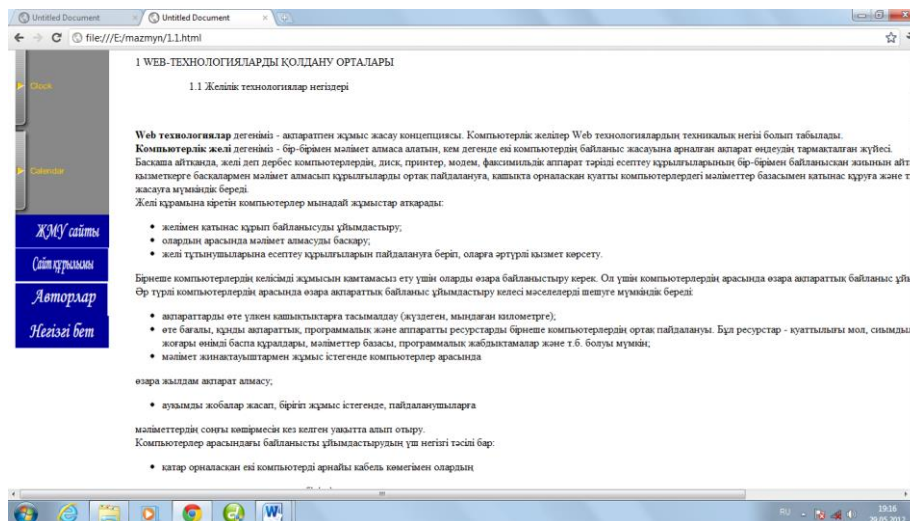 Untitled Document
Untitled Document
file:///E:/mazmyn/1.1.html
Clock
Calendar
ЖМУ сайты
Сайт құрылымы
Авторлар
Негізгі бет
1 WEB-ТЕХНОЛОГИЯЛАРДЫ ҚОЛДАНУ ОРТАЛАРЫ
1.1 Желілік технологиялар негіздері
Web технологиялар дегеніміз - ақпаратпен жұмыс жасау концепциясы. Компьютерлік желілер Web технологиялардың техникалық негізі болып табылады.
Компьютерлік желі дегеніміз - бір-бірімен мәлімет алмаса алатын, кем дегенде екі компьютердің байланыс жасауына арналған ақпарат өңдеудің тармақталған жүйесі.
Басқаша айтқанда, желі деп дербес компьютерлердің, диск, принтер, модем, факсимильдік аппарат тәрізді есептеу құрылғыларының бір-бірімен байланысқан жиынын айт
қызметкерге басқалармен мәлімет алмасып құрылғыларды ортақ пайдалануға, қашықта орналасқан қуатты компьютерлердегі мәліметтер базасымен қатынас құруға және т
жасауға мүмкіндік береді.
Желі құрамына кіретін компьютерлер мынадай жұмыстар атқарады:
• желімен қатынас құрып байланысуды ұйымдастыру;
• олардың арасында мәлімет алмасуды басқару;
• желі тұтынушыларына есептеу құрылғыларын пайдалануға беріп, оларға әртүрлі қызмет көрсету.
Бірнеше компьютерлердің келісімді жұмысын қамтамасыз ету үшін оларды өзара байланыстыру керек. Ол үшін компьютерлердің арасында өзара ақпараттық байланыс ұй
Әр түрлі компьютерлердің арасында өзара ақпараттық байланыс ұйымдастыру келесі мәселелерді шешуге мүмкіндік береді:
• ақпараттарды өте үлкен қашықтықтарға тасымалдау (жүздеген, мыңдаған километрге);
• өте бағалы, құнды ақпараттық, программалық және аппаратты ресурстарды бірнеше компьютерлердің ортақ пайдалануы. Бұл ресурстар - қуаттылығы мол, сиымды
жоғары өнімді баспа құралдары, мәліметтер базасы, программалық жабдықтамалар және т.б. болуы мүмкін;
• мәлімет жинақтауыштармен жұмыс істегенде компьютерлер арасында
өзара жылдам ақпарат алмасу;
• ауқымды жобалар жасап, бірігіп жұмыс істегенде, пайдаланушыларға
мәліметтердің соңғы көшірмесін кез келген уақытта алып отыру.
Компьютерлер арасындағы байланысты ұйымдастырудың үш негізгі тәсілі бар:
• қатар орналасқан екі компьютерді арнайы кабель көмегімен олардың
RU
19:16
29.05.2012